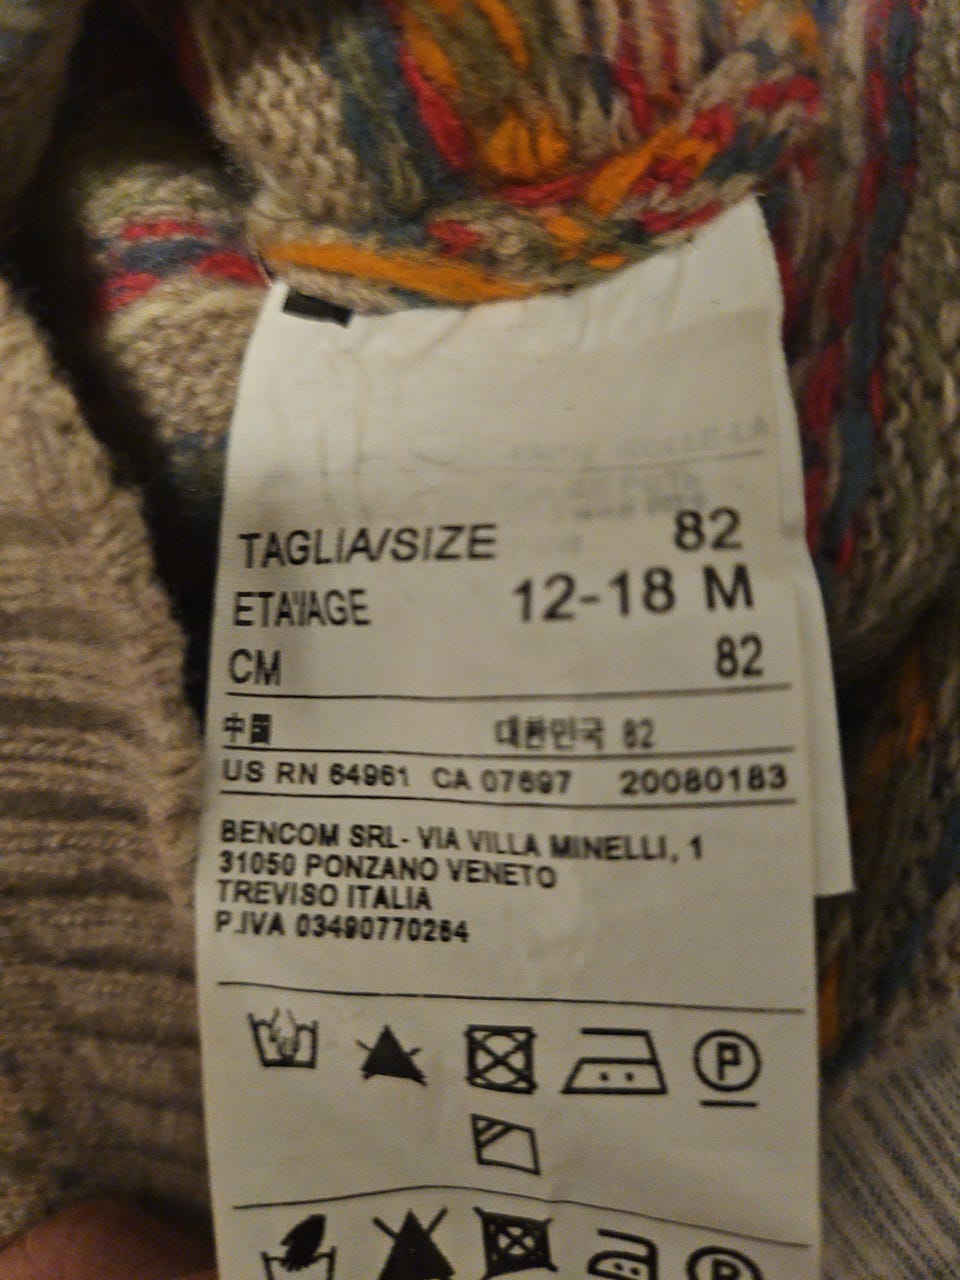 TAGLIA/SIZE 82
ETA'/AGE 12-18 M
CM 82
中国 대한민국 82
US RN 64961 CA 07697 20080183
BENCOM SRL- VIA VILLA MINELLI, 1
31050 PONZANO VENETO
TREVISO ITALIA
P.IVA 03490770264
P
P